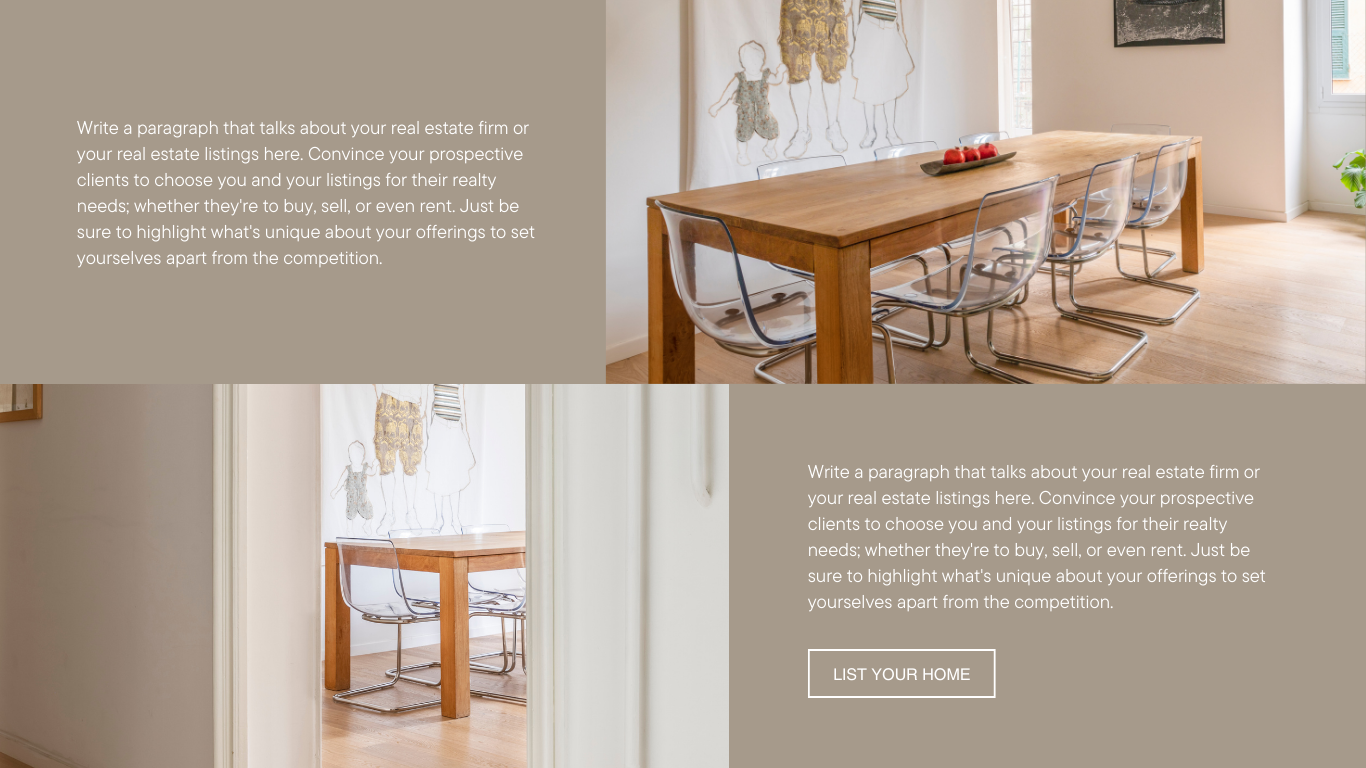 Write a paragraph that talks about your real estate firm or
your real estate listings here. Convince your prospective
clients to choose you and your listings for their realty
needs; whether they're to buy, sell, or even rent. Just be
sure to highlight what's unique about your offerings to set
yourselves apart from the competition.
Write a paragraph that talks about your real estate firm or
your real estate listings here. Convince your prospective
clients to choose you and your listings for their realty
needs; whether they're to buy, sell, or even rent. Just be
sure to highlight what's unique about your offerings to set
yourselves apart from the competition.
LIST YOUR HOME